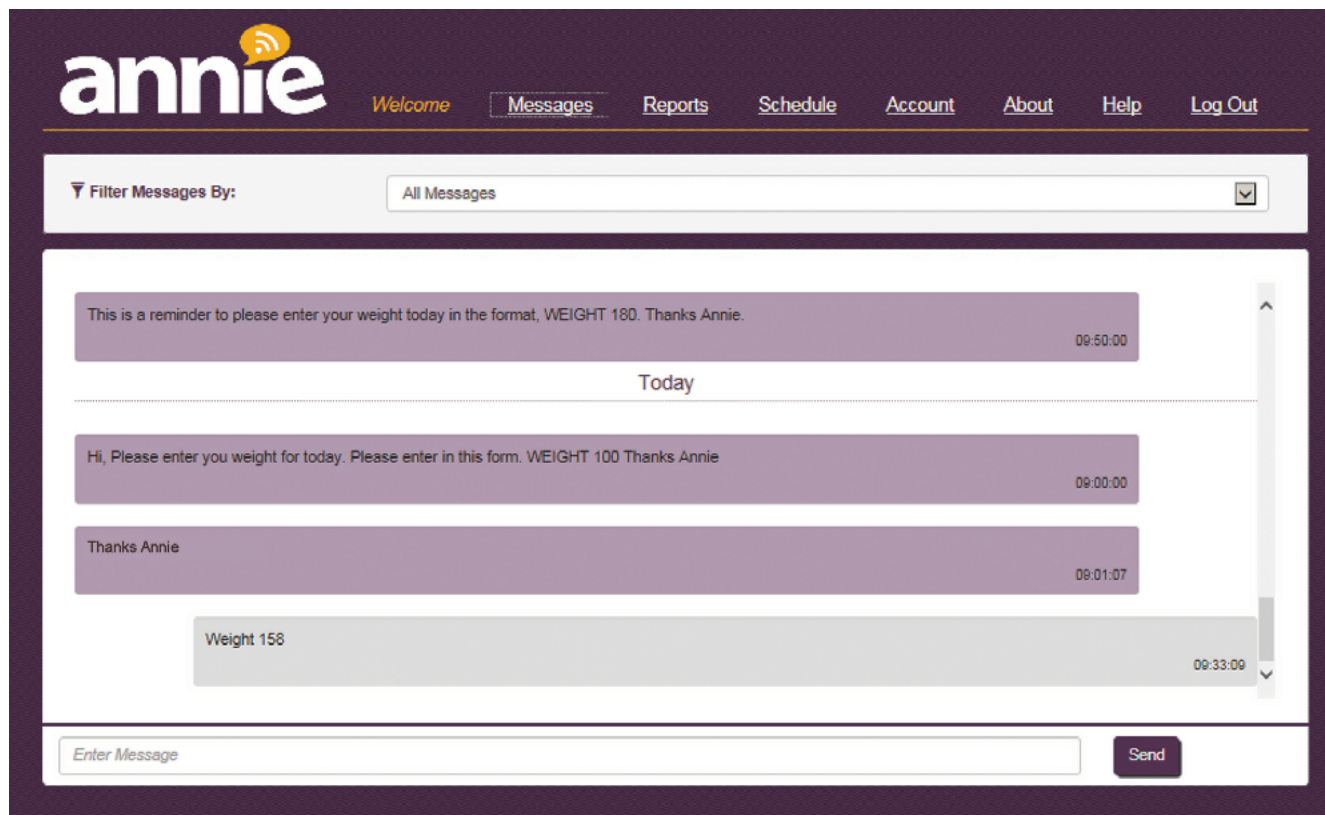 annie
Welcome Messages Reports Schedule Account About Help Log Out
Filter Messages By: All Messages
This is a reminder to please enter your weight today in the format, WEIGHT 180. Thanks Annie.
09:50:00
Today
Hi, Please enter you weight for today. Please enter in this form. WEIGHT 100 Thanks Annie
09:00:00
Thanks Annie
09:01:07
Weight 158
09:33:09
Enter Message Send